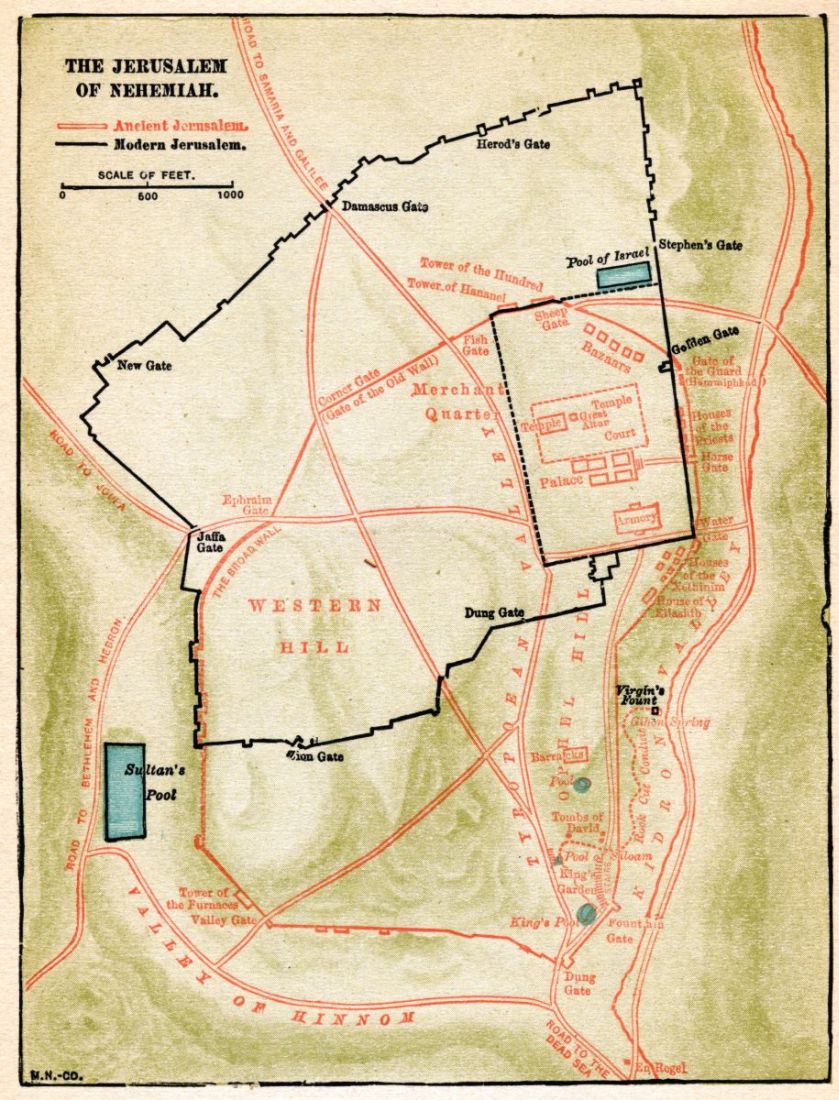 THE JERUSALEM
OF NEHEMIAH.
Ancient Jerusalem.
Modern Jerusalem.
SCALE OF FEET.
0 500 1000
ROAD TO SAMARIA AND GALILEE
Herod's Gate
Damascus Gate
Stephen's Gate
Pool of Israel
Tower of the Hundred
Tower of Hananel
Sheep
Gate
Fish
Gate
Golden Gate
Bazaars
Gate of
the Guard
(Hammiphkad)
New Gate
Corner Gate
(Gate of the Old Wall)
Merchant
Quarter
Temple
Great
Altar
Temple
Court
Houses
of the
Priests
Horse
Gate
Palace
ROAD TO JOPPA
Ephraim
Gate
Armory
Water
Gate
Jaffa
Gate
THE BROAD WALL
Houses
of the
Nethinim
House of
Eliashib
WESTERN
HILL
Dung Gate
TYROPOEAN VALLEY
OPHEL HILL
KIDRON VALLEY
Virgin's
Fount
Gihon Spring
Rock Cut Conduit
ROAD TO BETHLEHEM AND HEBRON
Zion Gate
Sultan's
Pool
Barracks
Pool
Tombs of
David
Pool of Siloam
STAIRS
King's
Garden
King's Pool
Fountain
Gate
Tower of
the Furnaces
Valley Gate
VALLEY OF HINNOM
Dung
Gate
ROAD TO THE
DEAD SEA
En Rogel
M.N.-CO.